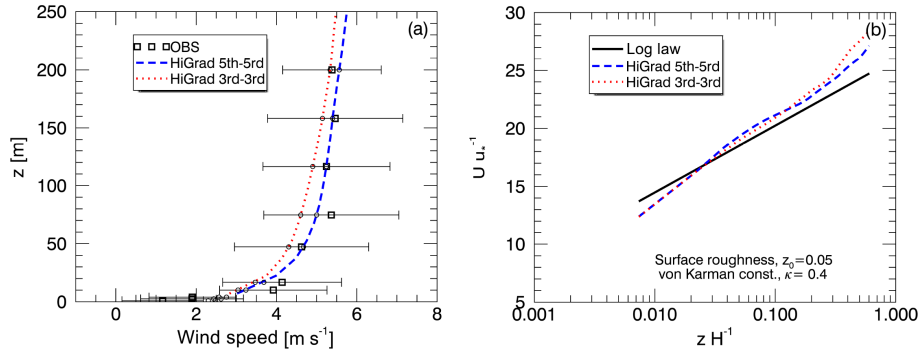 (a)
OBS
HiGrad 5th-5rd
HiGrad 3rd-3rd
z [m]
200
150
100
50
0
0 2 4 6 8
Wind speed [m s⁻¹]
(b)
Log law
HiGrad 5th-5rd
HiGrad 3rd-3rd
U u*⁻¹
30
25
20
15
10
5
Surface roughness, z₀=0.05
von Karman const., κ= 0.4
0.001 0.010 0.100 1.000
z H⁻¹